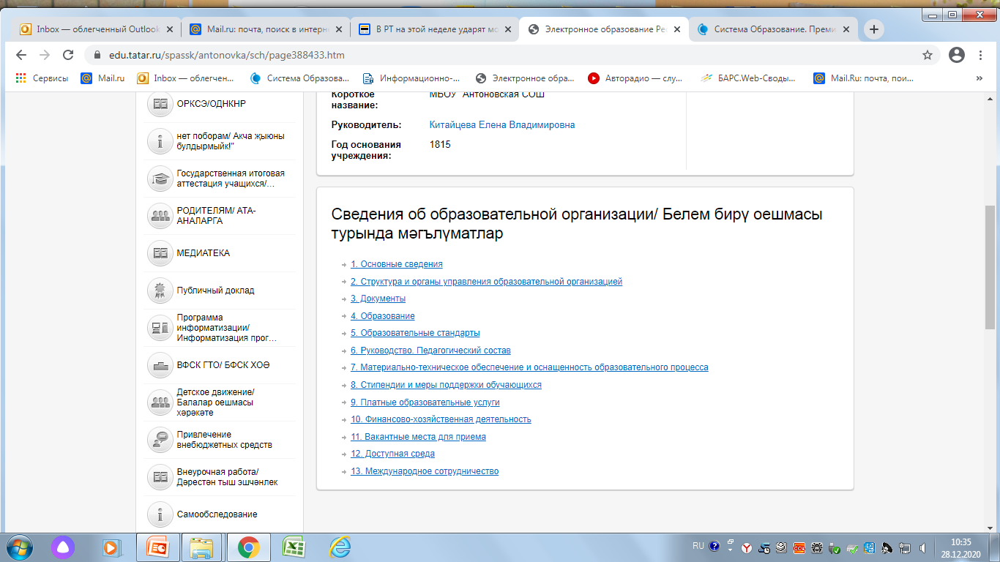 Inbox — облегченный Outlook
Mail.ru: почта, поиск в интерн
В РТ на этой неделе ударят мо
Электронное образование Рес
Система Образование. Преми
edu.tatar.ru/spassk/antonovka/sch/page388433.htm
Сервисы
Mail.ru
Inbox — облегчен...
Система Образова...
Информационно-...
Электронное обра...
Авторадио — слу...
БАРС.Web-Своды...
Mail.Ru: почта, пои...
»
ОРКСЭ/ОДНКНР
нет поборам/ Акча җыюны
булдырмыйк!"
Государственная итоговая
аттестация учащихся/...
РОДИТЕЛЯМ/ АТА-
АНАЛАРГА
МЕДИАТЕКА
Публичный доклад
Программа
информатизации/
Информатизация прог...
ВФСК ГТО/ БФСК ХОӘ
Детское движение/
Балалар оешмасы
хәрәкәте
Привлечение
внебюджетных средств
Внеурочная работа/
Дәрестән тыш эшчәнлек
Самообследование
Короткое
название:
МБОУ "Антоновская СОШ
Руководитель:
Китайцева Елена Владимировна
Год основания
учреждения:
1815
Сведения об образовательной организации/ Белем бирү оешмасы
турында мәгълүматлар
1. Основные сведения
2. Структура и органы управления образовательной организацией
3. Документы
4. Образование
5. Образовательные стандарты
6. Руководство. Педагогический состав
7. Материально-техническое обеспечение и оснащенность образовательного процесса
8. Стипендии и меры поддержки обучающихся
9. Платные образовательные услуги
10. Финансово-хозяйственная деятельность
11. Вакантные места для приема
12. Доступная среда
13. Международное сотрудничество
RU
10:35
28.12.2020